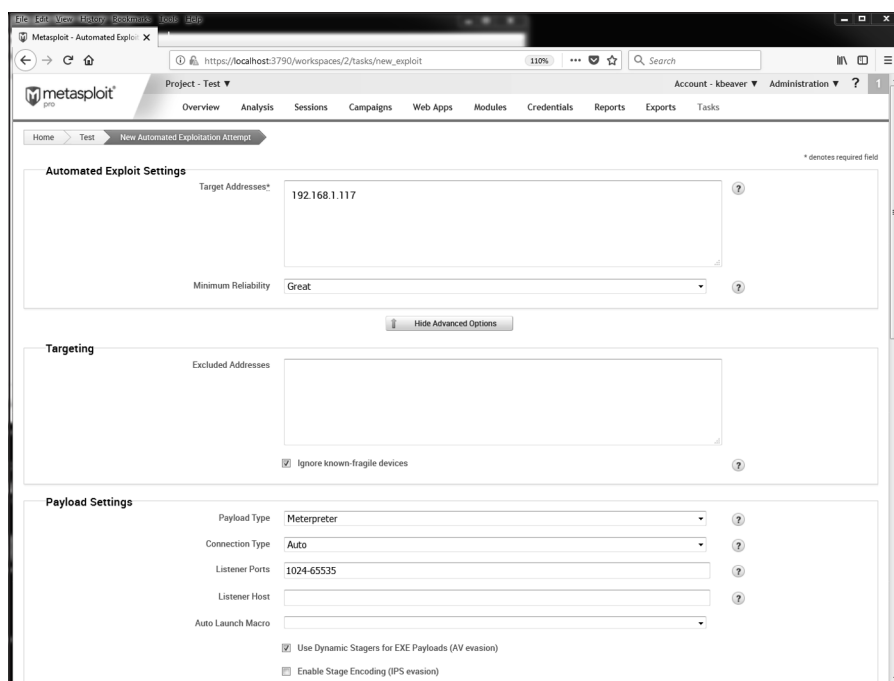 File Edit View History Bookmarks Tools Help
Metasploit - Automated Exploit X
https://localhost:3790/workspaces/2/tasks/new_exploit 110% Search
metasploit®
pro
Project - Test ▼ Account - kbeaver ▼ Administration ▼ ? 1
Overview Analysis Sessions Campaigns Web Apps Modules Credentials Reports Exports Tasks
Home Test New Automated Exploitation Attempt
* denotes required field
Automated Exploit Settings
Target Addresses* 192.168.1.117 ?
Minimum Reliability Great ?
Hide Advanced Options
Targeting
Excluded Addresses
Ignore known-fragile devices ?
Payload Settings
Payload Type Meterpreter ?
Connection Type Auto ?
Listener Ports 1024-65535 ?
Listener Host ?
Auto Launch Macro
Use Dynamic Stagers for EXE Payloads (AV evasion)
Enable Stage Encoding (IPS evasion)